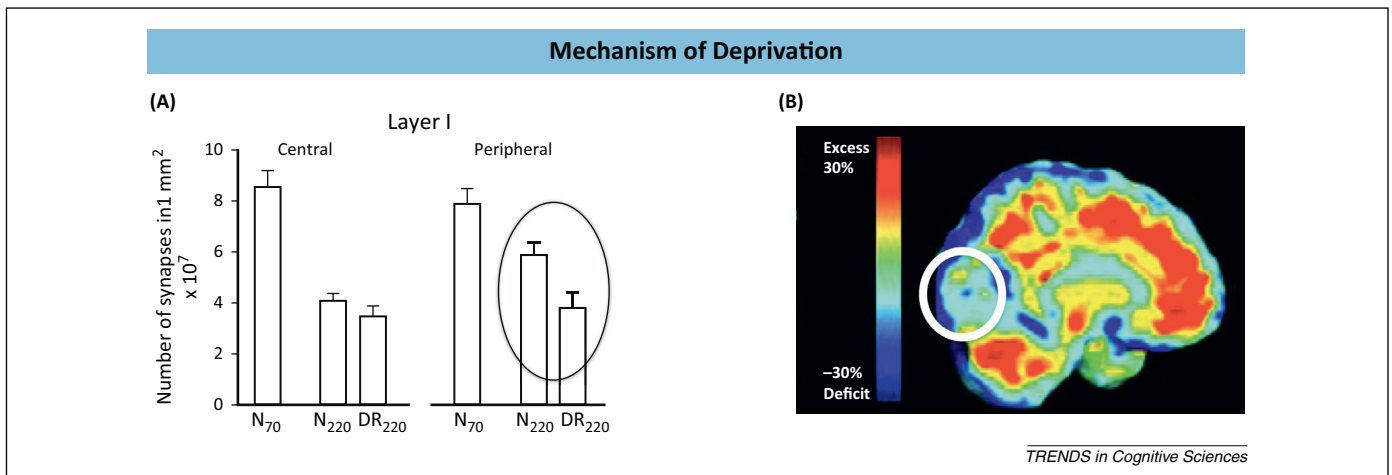 Mechanism of Deprivation
(A)
Layer I
Central
Peripheral
Number of synapses in1 mm²
x 10⁷
10
8
6
4
2
0
N₇₀
N₂₂₀
DR₂₂₀
N₇₀
N₂₂₀
DR₂₂₀
(B)
Excess
30%
–30%
Deficit
TRENDS in Cognitive Sciences